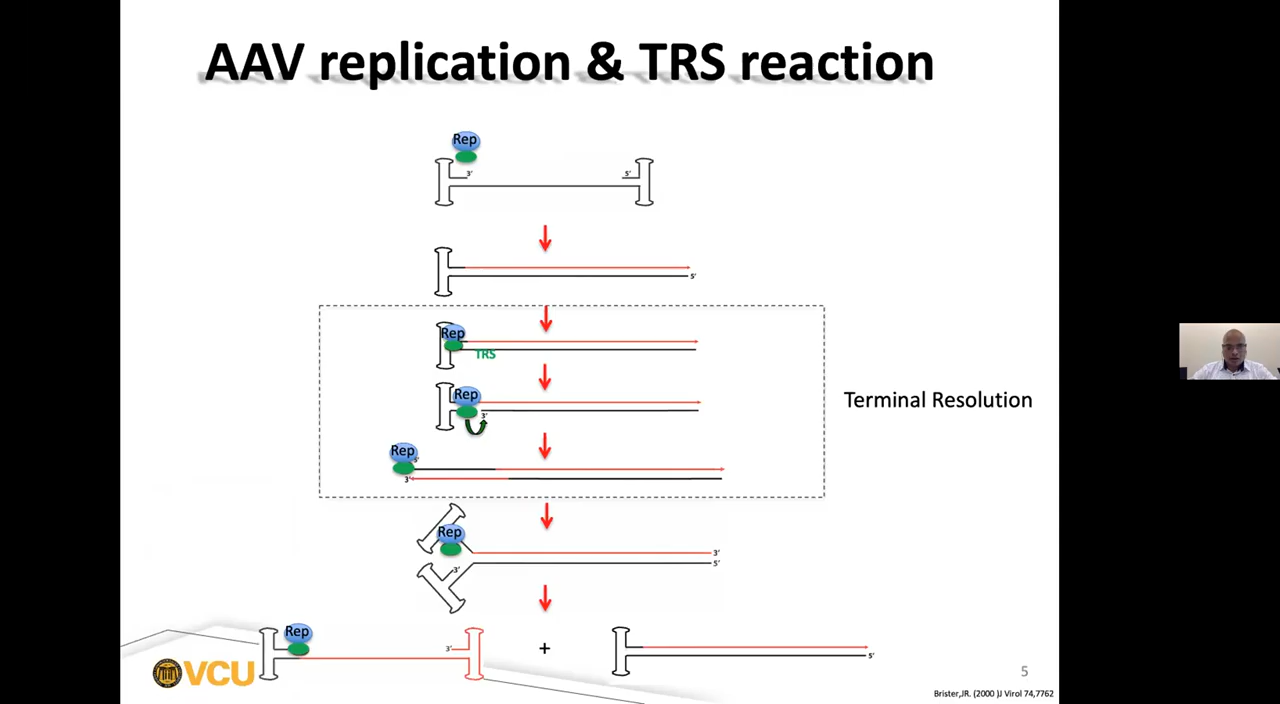 AAV replication & TRS reaction
Rep
3'
5'
5'
Rep
TRS
Rep
3'
Terminal Resolution
Rep
5'
3'
Rep
3'
5'
3'
Rep
3'
+
5'
VCU
5
Brister,JR. (2000 )J Virol 74,7762